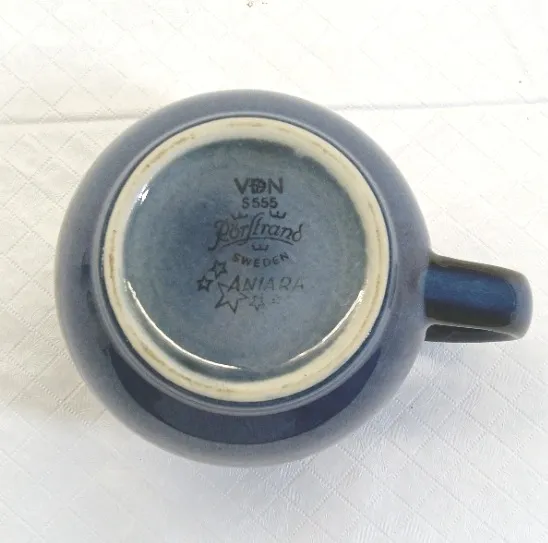 VDN
S555
Rörstrand
SWEDEN
ANIARA